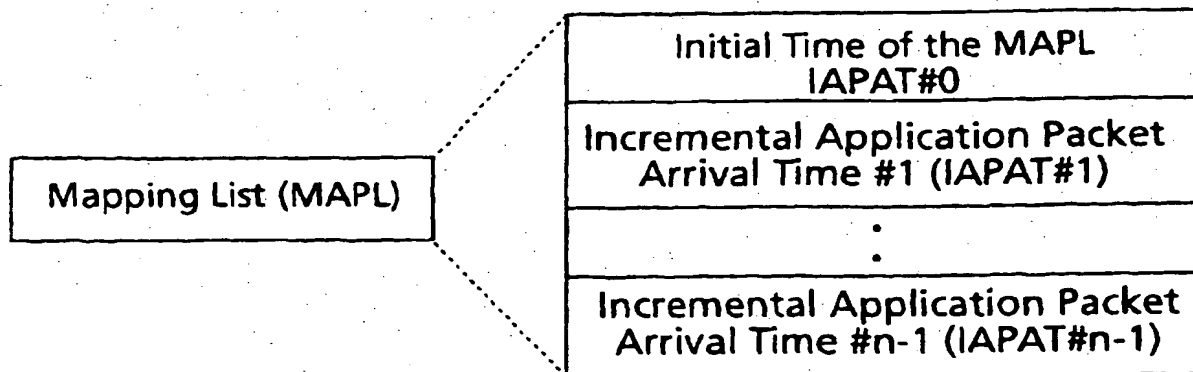 Mapping List (MAPL)
Initial Time of the MAPL
IAPAT#0
Incremental Application Packet
Arrival Time #1 (IAPAT#1)
Incremental Application Packet
Arrival Time #n-1 (IAPAT#n-1)